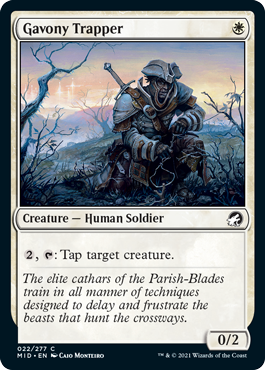 Gavony Trapper
Creature — Human Soldier
2, T: Tap target creature.
The elite cathars of the Parish-Blades
train in all manner of techniques
designed to delay and frustrate the
beasts that hunt the crossways.
0/2
022/277 C
MID • EN Caio Monteiro
™ & © 2021 Wizards of the Coast